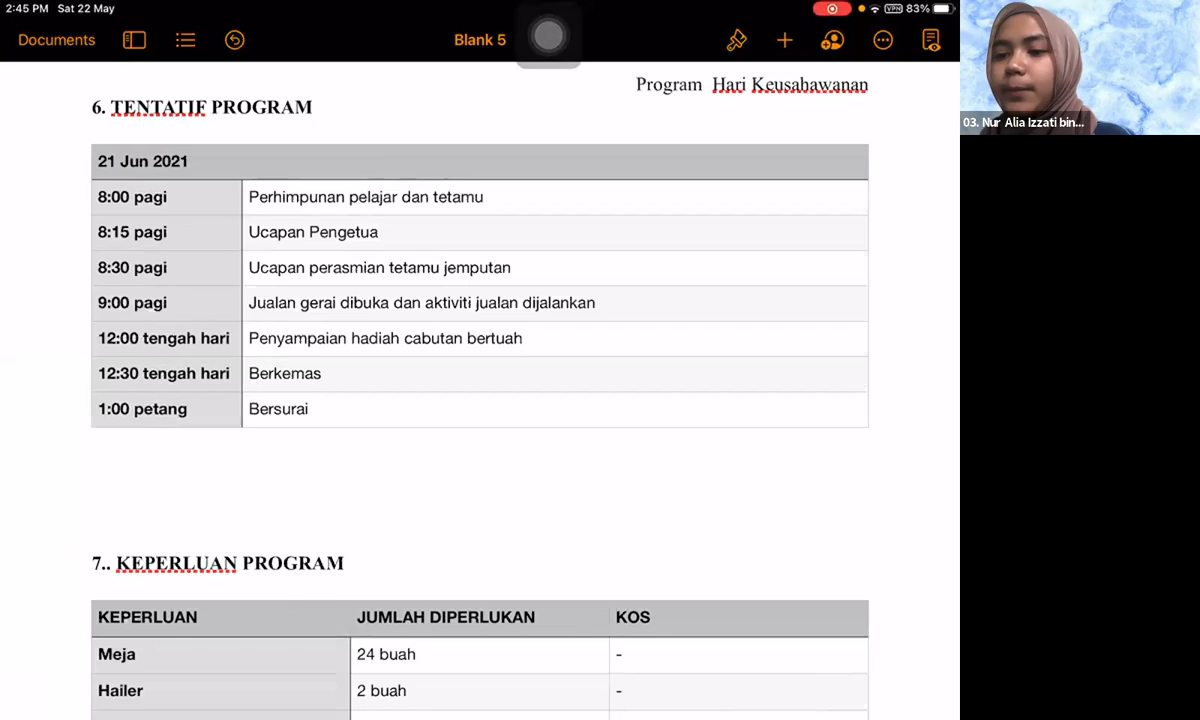 2:45 PM Sat 22 May
VPN 83%
Documents
Blank 5
Program Hari Keusahawanan
6. TENTATIF PROGRAM
21 Jun 2021
8:00 pagi Perhimpunan pelajar dan tetamu
8:15 pagi Ucapan Pengetua
8:30 pagi Ucapan perasmian tetamu jemputan
9:00 pagi Jualan gerai dibuka dan aktiviti jualan dijalankan
12:00 tengah hari Penyampaian hadiah cabutan bertuah
12:30 tengah hari Berkemas
1:00 petang Bersurai
7.. KEPERLUAN PROGRAM
KEPERLUAN JUMLAH DIPERLUKAN KOS
Meja 24 buah -
Hailer 2 buah -
03. Nur Alia Izzati bin...